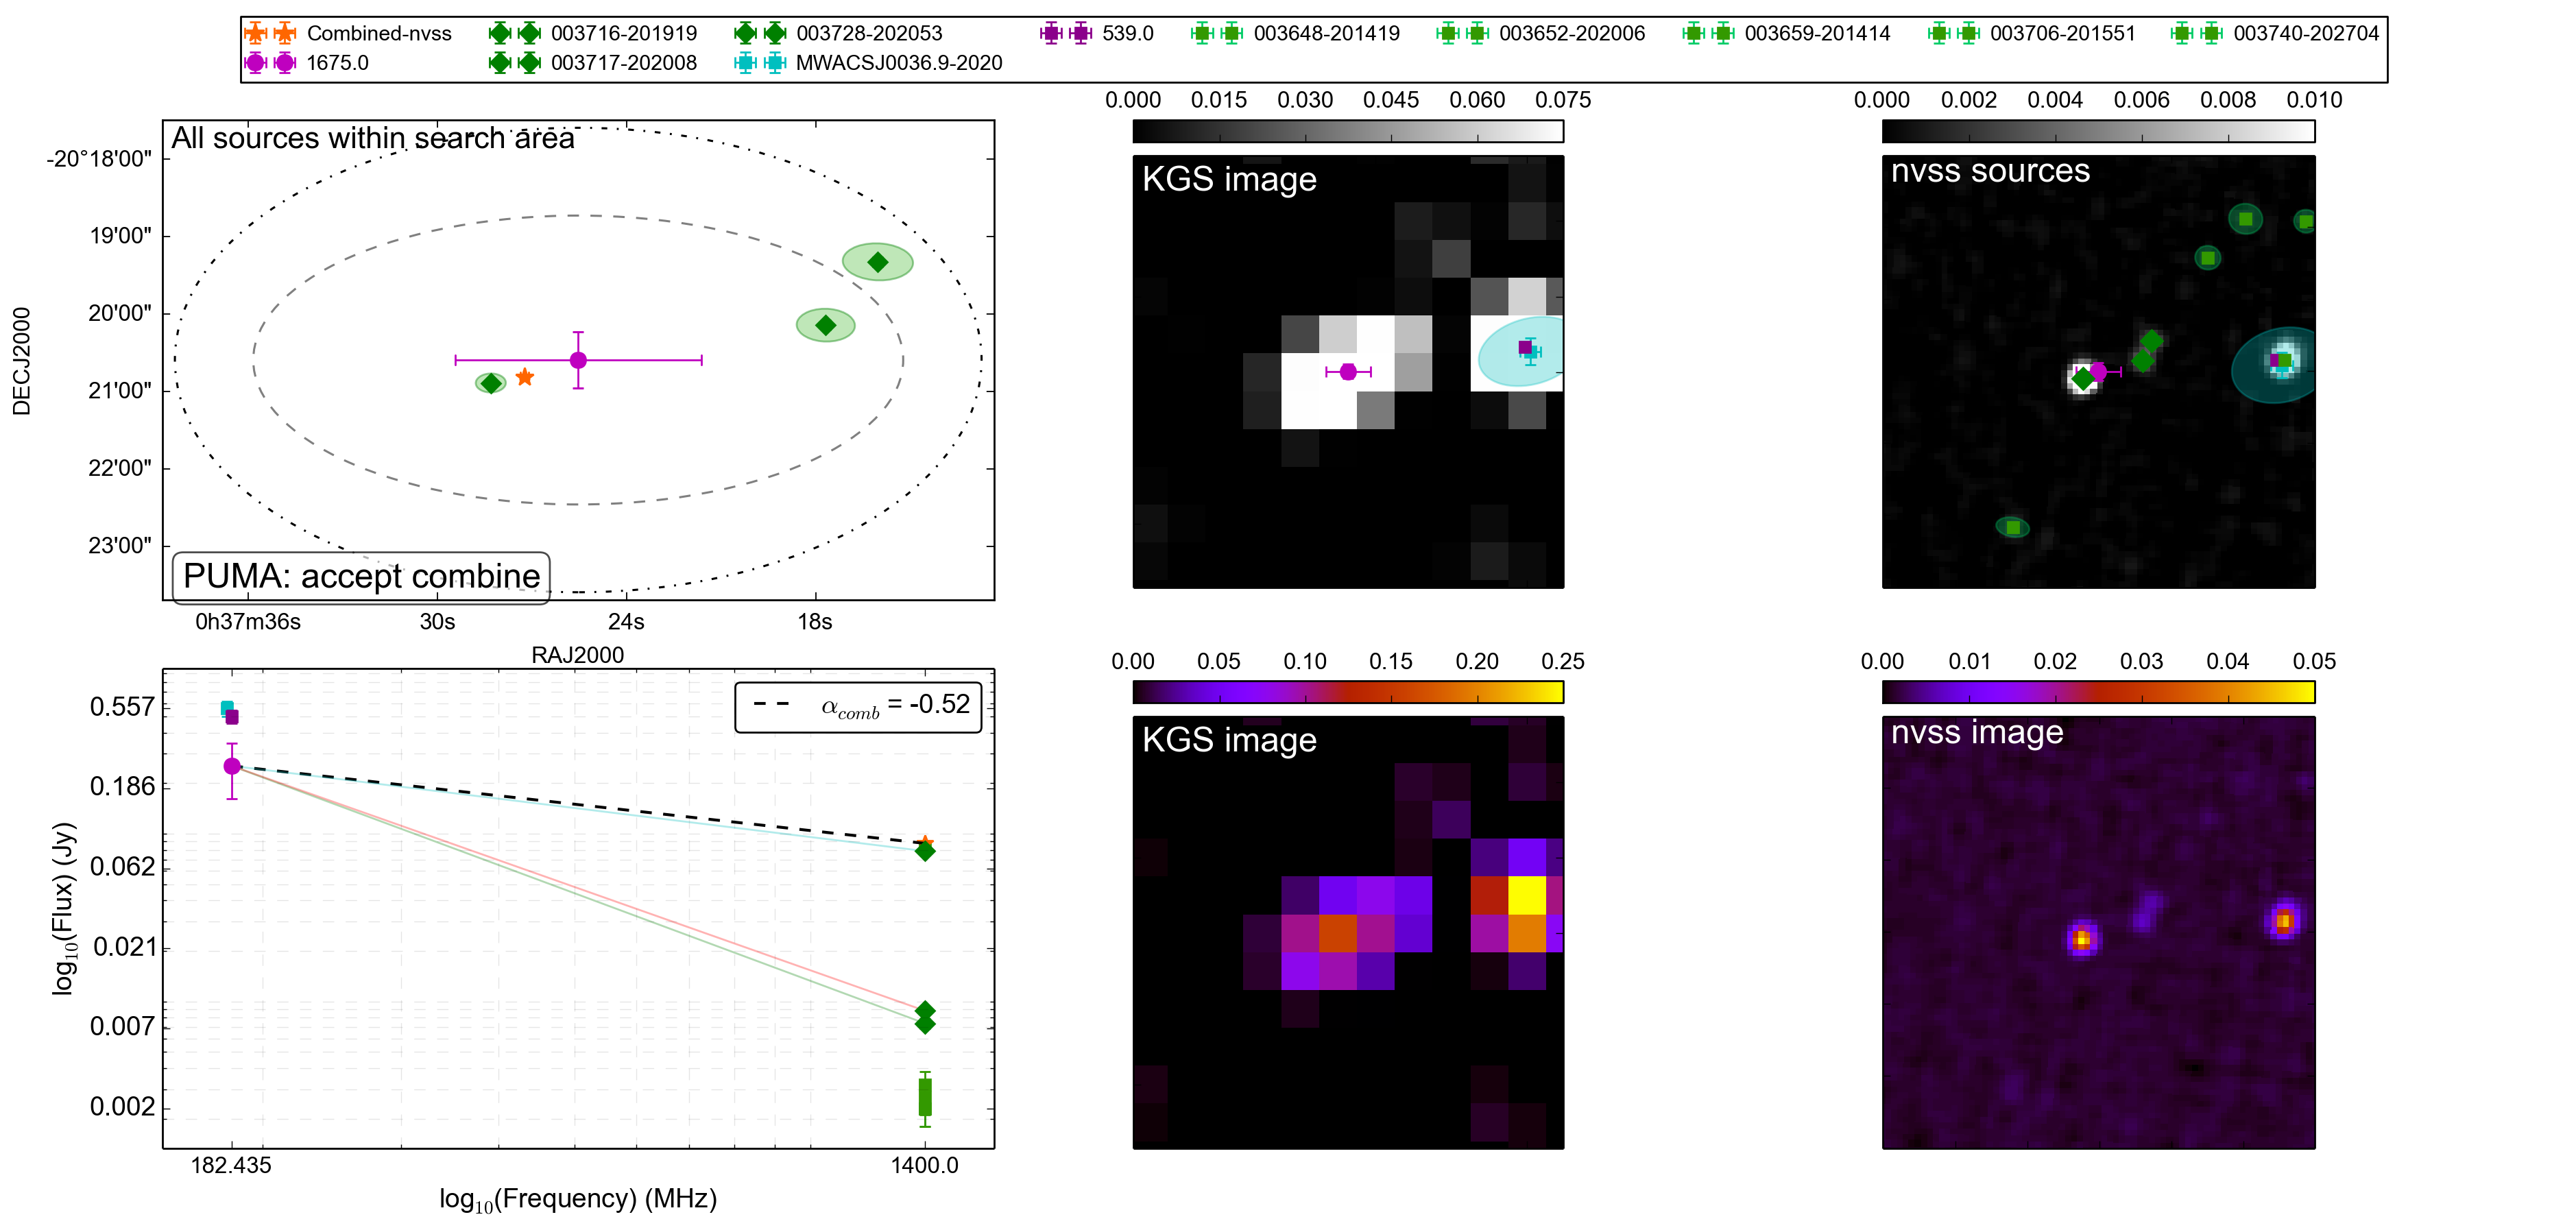 Combined-nvss 003716-201919 003728-202053 539.0 003648-201419 003652-202006 003659-201414 003706-201551 003740-202704
1675.0 003717-202008 MWACSJ0036.9-2020
All sources within search area
-20°18'00"
19'00"
20'00"
21'00"
22'00"
23'00"
DECJ2000
PUMA: accept combine
0h37m36s 30s 24s 18s
RAJ2000
0.000 0.015 0.030 0.045 0.060 0.075
KGS image
0.000 0.002 0.004 0.006 0.008 0.010
nvss sources
α_comb = -0.52
0.557
0.186
0.062
0.021
0.007
0.002
log₁₀(Flux) (Jy)
182.435 1400.0
log₁₀(Frequency) (MHz)
0.00 0.05 0.10 0.15 0.20 0.25
KGS image
0.00 0.01 0.02 0.03 0.04 0.05
nvss image